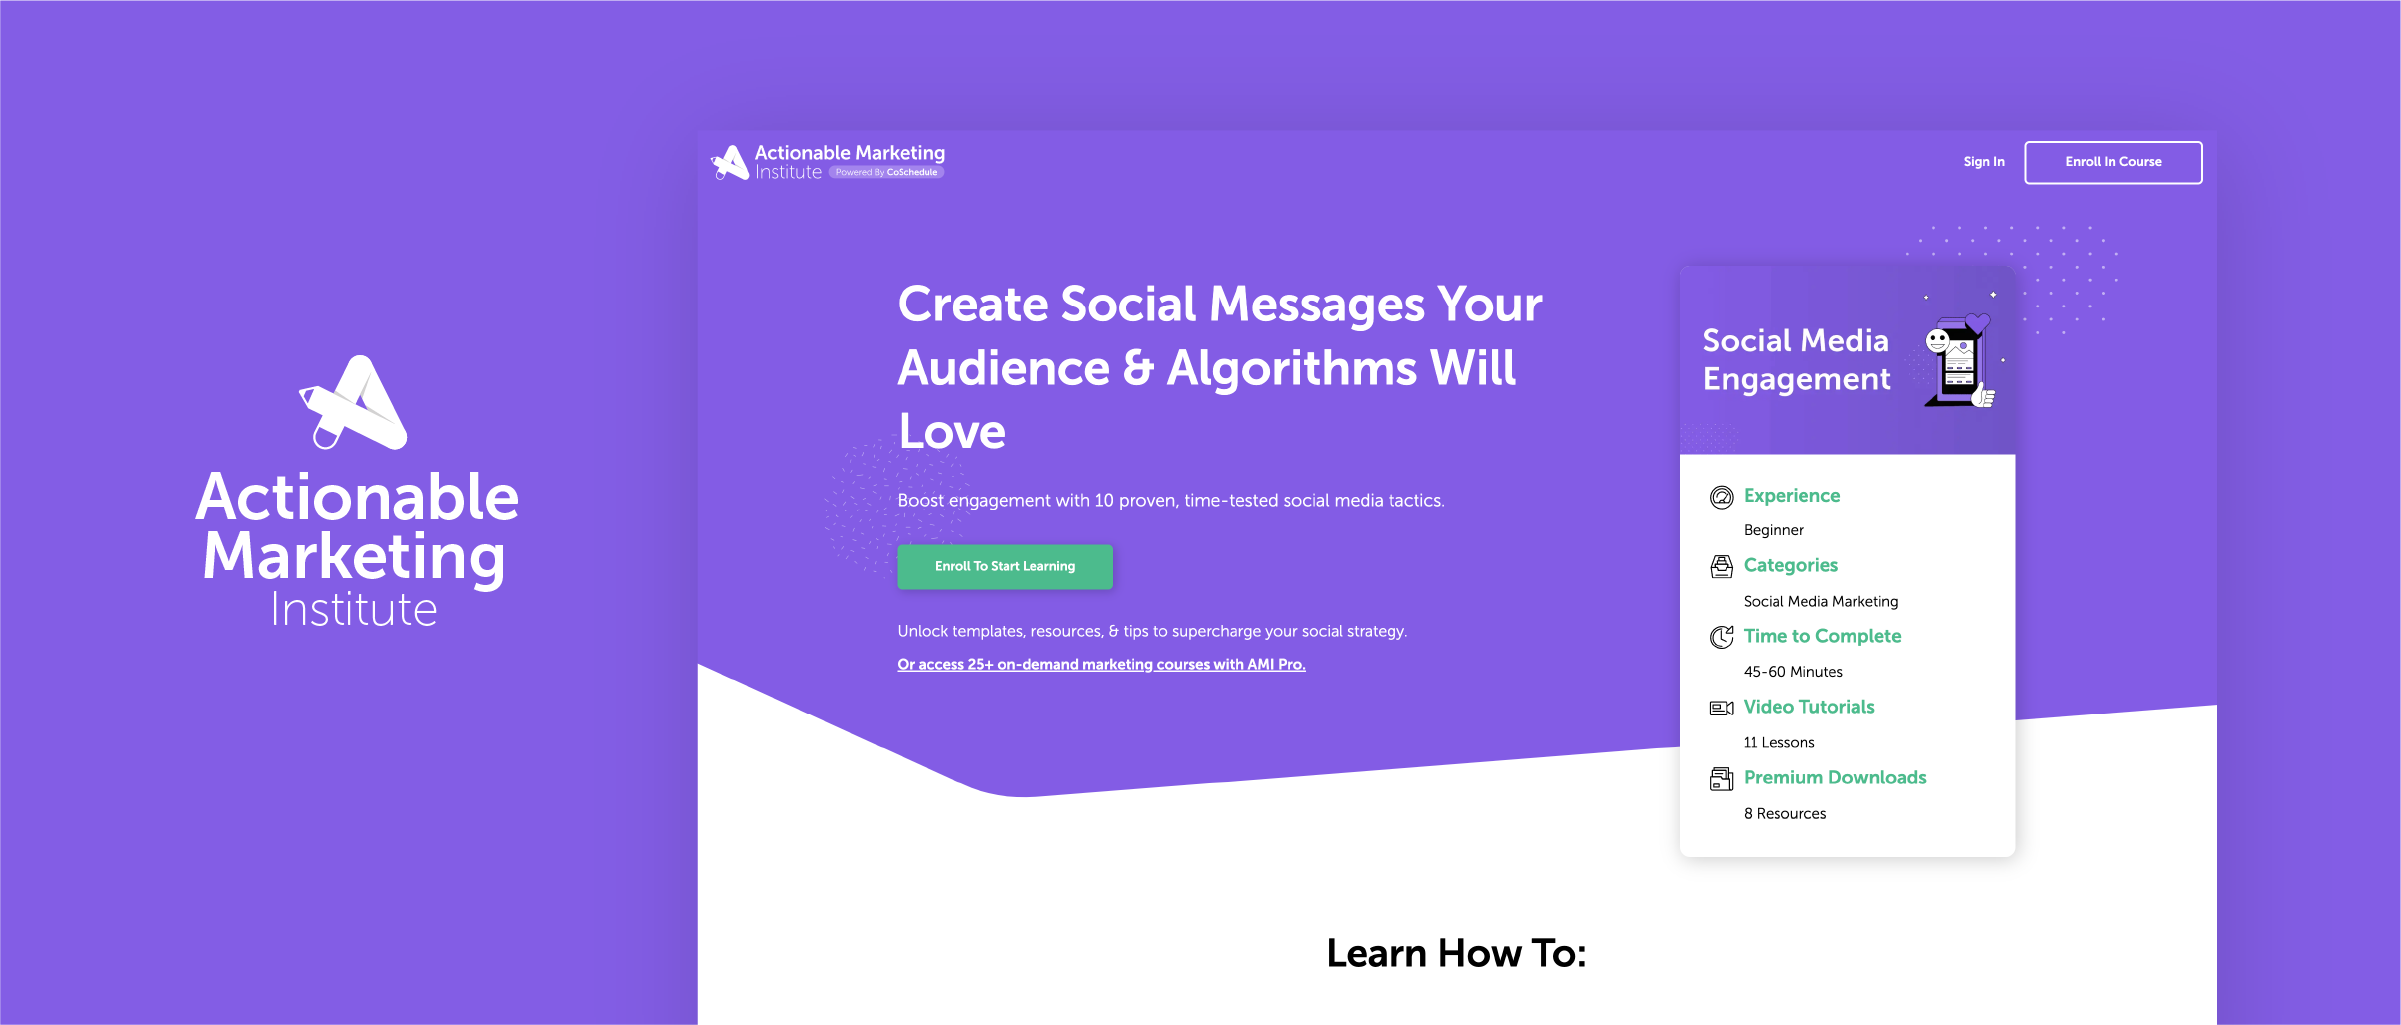 Actionable
Marketing
Institute
Actionable Marketing
Institute Powered By CoSchedule
Sign In
Enroll In Course
Create Social Messages Your
Audience & Algorithms Will
Love
Boost engagement with 10 proven, time-tested social media tactics.
Enroll To Start Learning
Unlock templates, resources, & tips to supercharge your social strategy.
Or access 25+ on-demand marketing courses with AMI Pro.
Social Media
Engagement
Experience
Beginner
Categories
Social Media Marketing
Time to Complete
45-60 Minutes
Video Tutorials
11 Lessons
Premium Downloads
8 Resources
Learn How To: